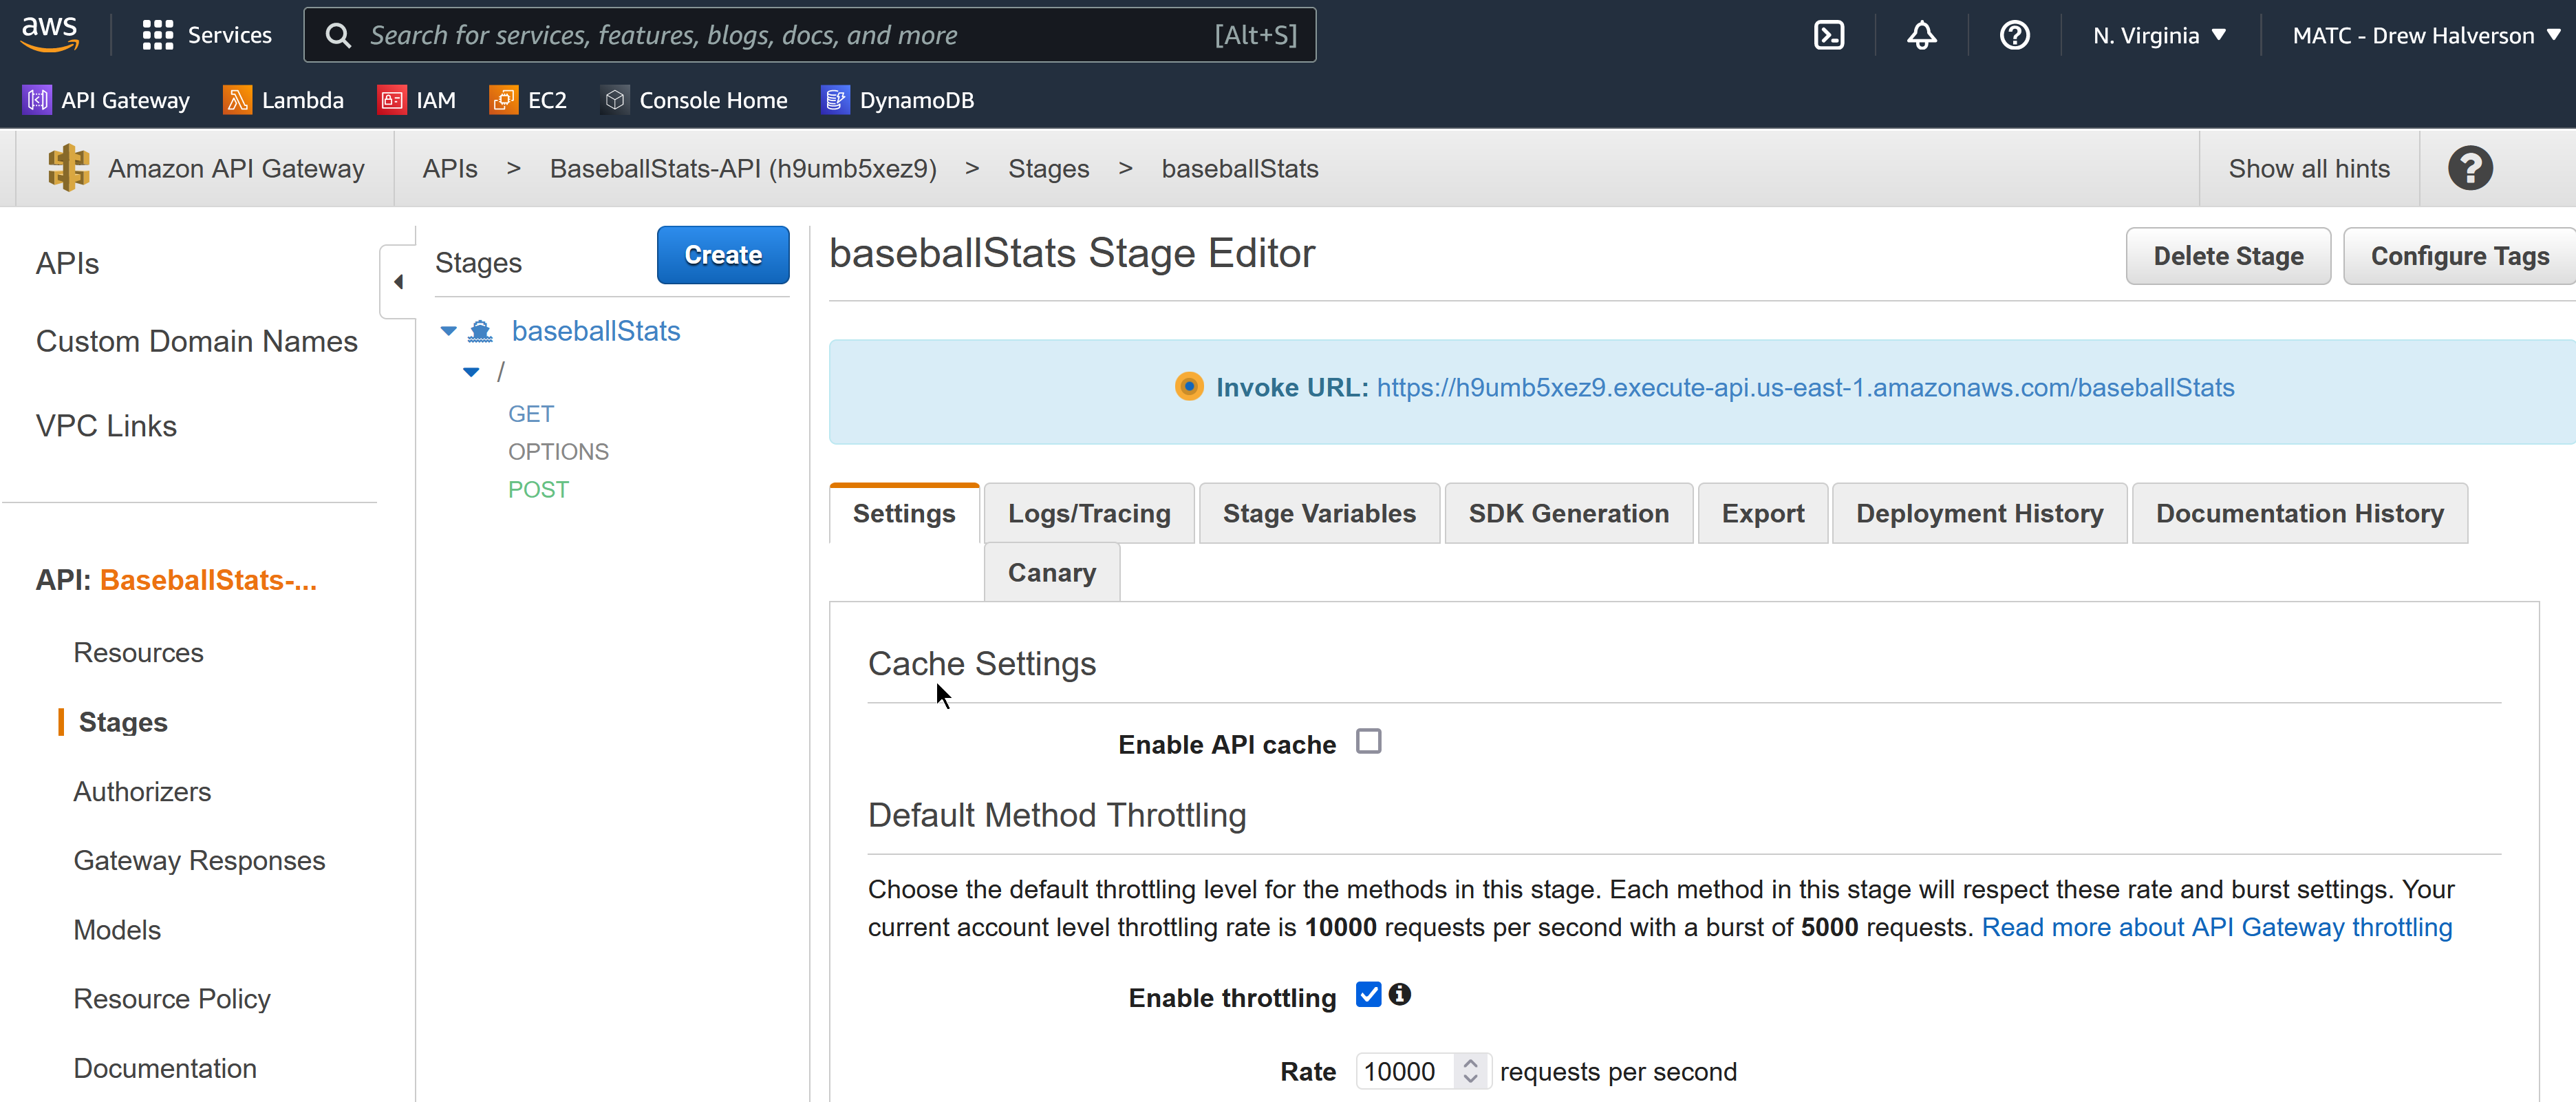 aws Services Search for services, features, blogs, docs, and more [Alt+S] N. Virginia MATC - Drew Halverson
API Gateway Lambda IAM EC2 Console Home DynamoDB
Amazon API Gateway APIs > BaseballStats-API (h9umb5xez9) > Stages > baseballStats Show all hints ?
APIs
Custom Domain Names
VPC Links
API: BaseballStats-...
Resources
Stages
Authorizers
Gateway Responses
Models
Resource Policy
Documentation
Stages Create
baseballStats
/
GET
OPTIONS
POST
baseballStats Stage Editor Delete Stage Configure Tags
Invoke URL: https://h9umb5xez9.execute-api.us-east-1.amazonaws.com/baseballStats
Settings Logs/Tracing Stage Variables SDK Generation Export Deployment History Documentation History
Canary
Cache Settings
Enable API cache
Default Method Throttling
Choose the default throttling level for the methods in this stage. Each method in this stage will respect these rate and burst settings. Your
current account level throttling rate is 10000 requests per second with a burst of 5000 requests. Read more about API Gateway throttling
Enable throttling
Rate 10000 requests per second